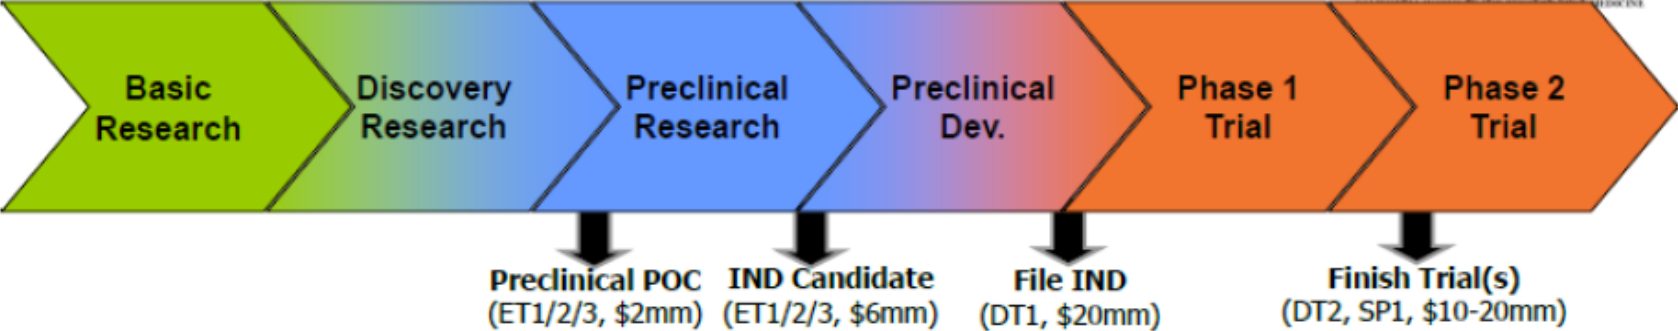 MEDICINE
Basic
Research
Discovery
Research
Preclinical
Research
Preclinical
Dev.
Phase 1
Trial
Phase 2
Trial
Preclinical POC
(ET1/2/3, $2mm)
IND Candidate
(ET1/2/3, $6mm)
File IND
(DT1, $20mm)
Finish Trial(s)
(DT2, SP1, $10-20mm)